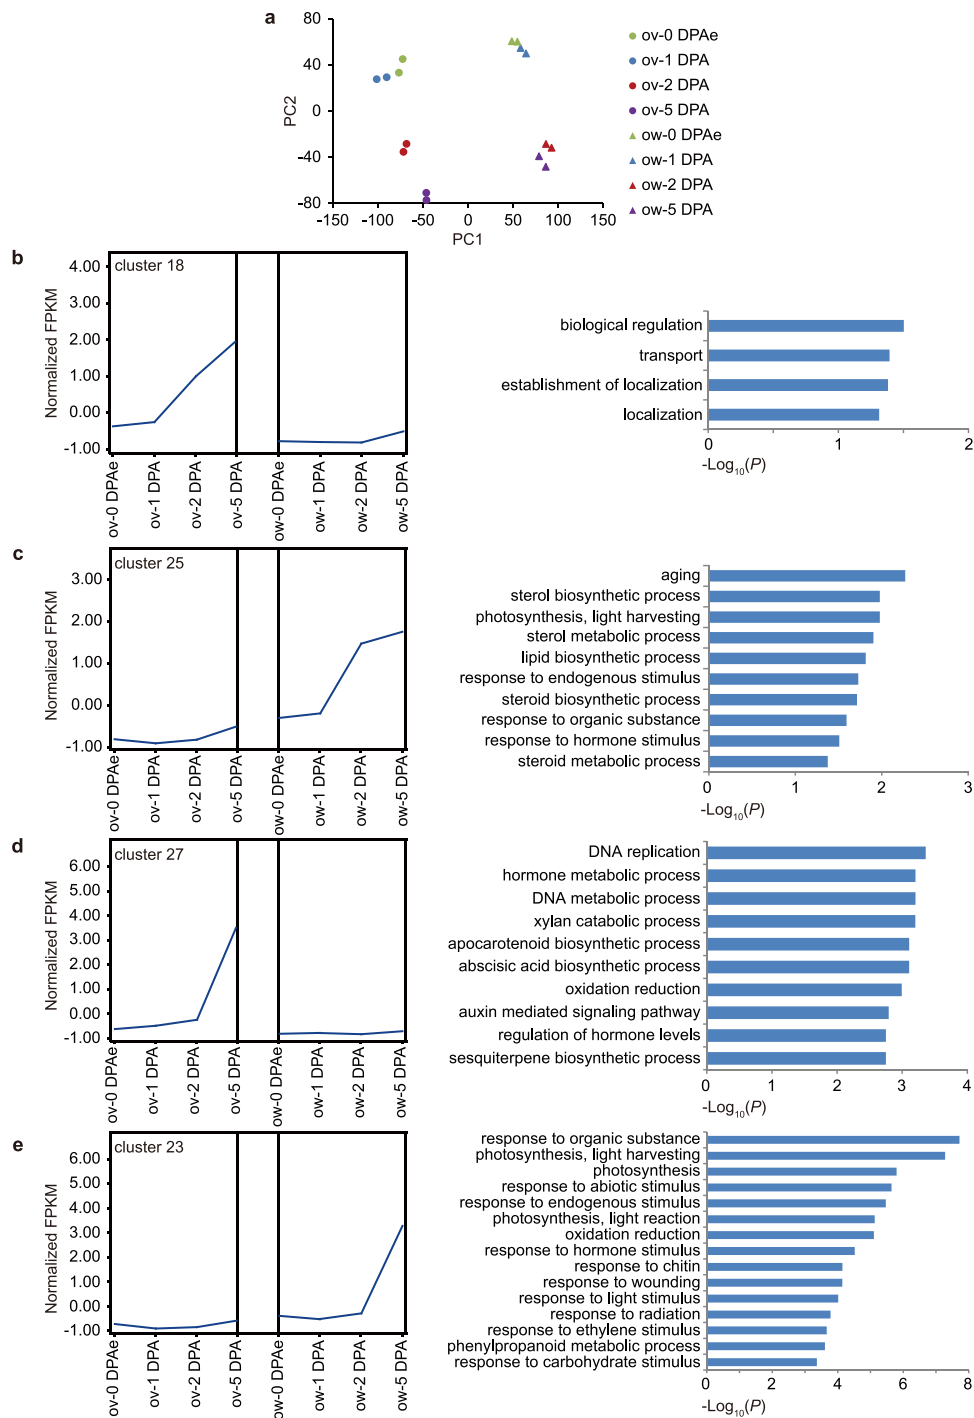 a
80
40
0
-40
-80
PC2
-150 -100 -50 0 50 100 150
PC1
ov-0 DPAe
ov-1 DPA
ov-2 DPA
ov-5 DPA
ow-0 DPAe
ow-1 DPA
ow-2 DPA
ow-5 DPA
b
cluster 18
Normalized FPKM
4.00
3.00
2.00
1.00
0.00
-1.00
ov-0 DPAe
ov-1 DPA
ov-2 DPA
ov-5 DPA
ow-0 DPAe
ow-1 DPA
ow-2 DPA
ow-5 DPA
biological regulation
transport
establishment of localization
localization
0 1 2
-Log10(P)
c
cluster 25
Normalized FPKM
3.00
2.00
1.00
0.00
-1.00
ov-0 DPAe
ov-1 DPA
ov-2 DPA
ov-5 DPA
ow-0 DPAe
ow-1 DPA
ow-2 DPA
ow-5 DPA
aging
sterol biosynthetic process
photosynthesis, light harvesting
sterol metabolic process
lipid biosynthetic process
response to endogenous stimulus
steroid biosynthetic process
response to organic substance
response to hormone stimulus
steroid metabolic process
0 1 2 3
-Log10(P)
d
cluster 27
Normalized FPKM
6.00
5.00
4.00
3.00
2.00
1.00
0.00
-1.00
ov-0 DPAe
ov-1 DPA
ov-2 DPA
ov-5 DPA
ow-0 DPAe
ow-1 DPA
ow-2 DPA
ow-5 DPA
DNA replication
hormone metabolic process
DNA metabolic process
xylan catabolic process
apocarotenoid biosynthetic process
abscisic acid biosynthetic process
oxidation reduction
auxin mediated signaling pathway
regulation of hormone levels
sesquiterpene biosynthetic process
0 1 2 3 4
-Log10(P)
e
cluster 23
Normalized FPKM
6.00
5.00
4.00
3.00
2.00
1.00
0.00
-1.00
ov-0 DPAe
ov-1 DPA
ov-2 DPA
ov-5 DPA
ow-0 DPAe
ow-1 DPA
ow-2 DPA
ow-5 DPA
response to organic substance
photosynthesis, light harvesting
photosynthesis
response to abiotic stimulus
response to endogenous stimulus
photosynthesis, light reaction
oxidation reduction
response to hormone stimulus
response to chitin
response to wounding
response to light stimulus
response to radiation
response to ethylene stimulus
phenylpropanoid metabolic process
response to carbohydrate stimulus
0 2 4 6 8
-Log10(P)